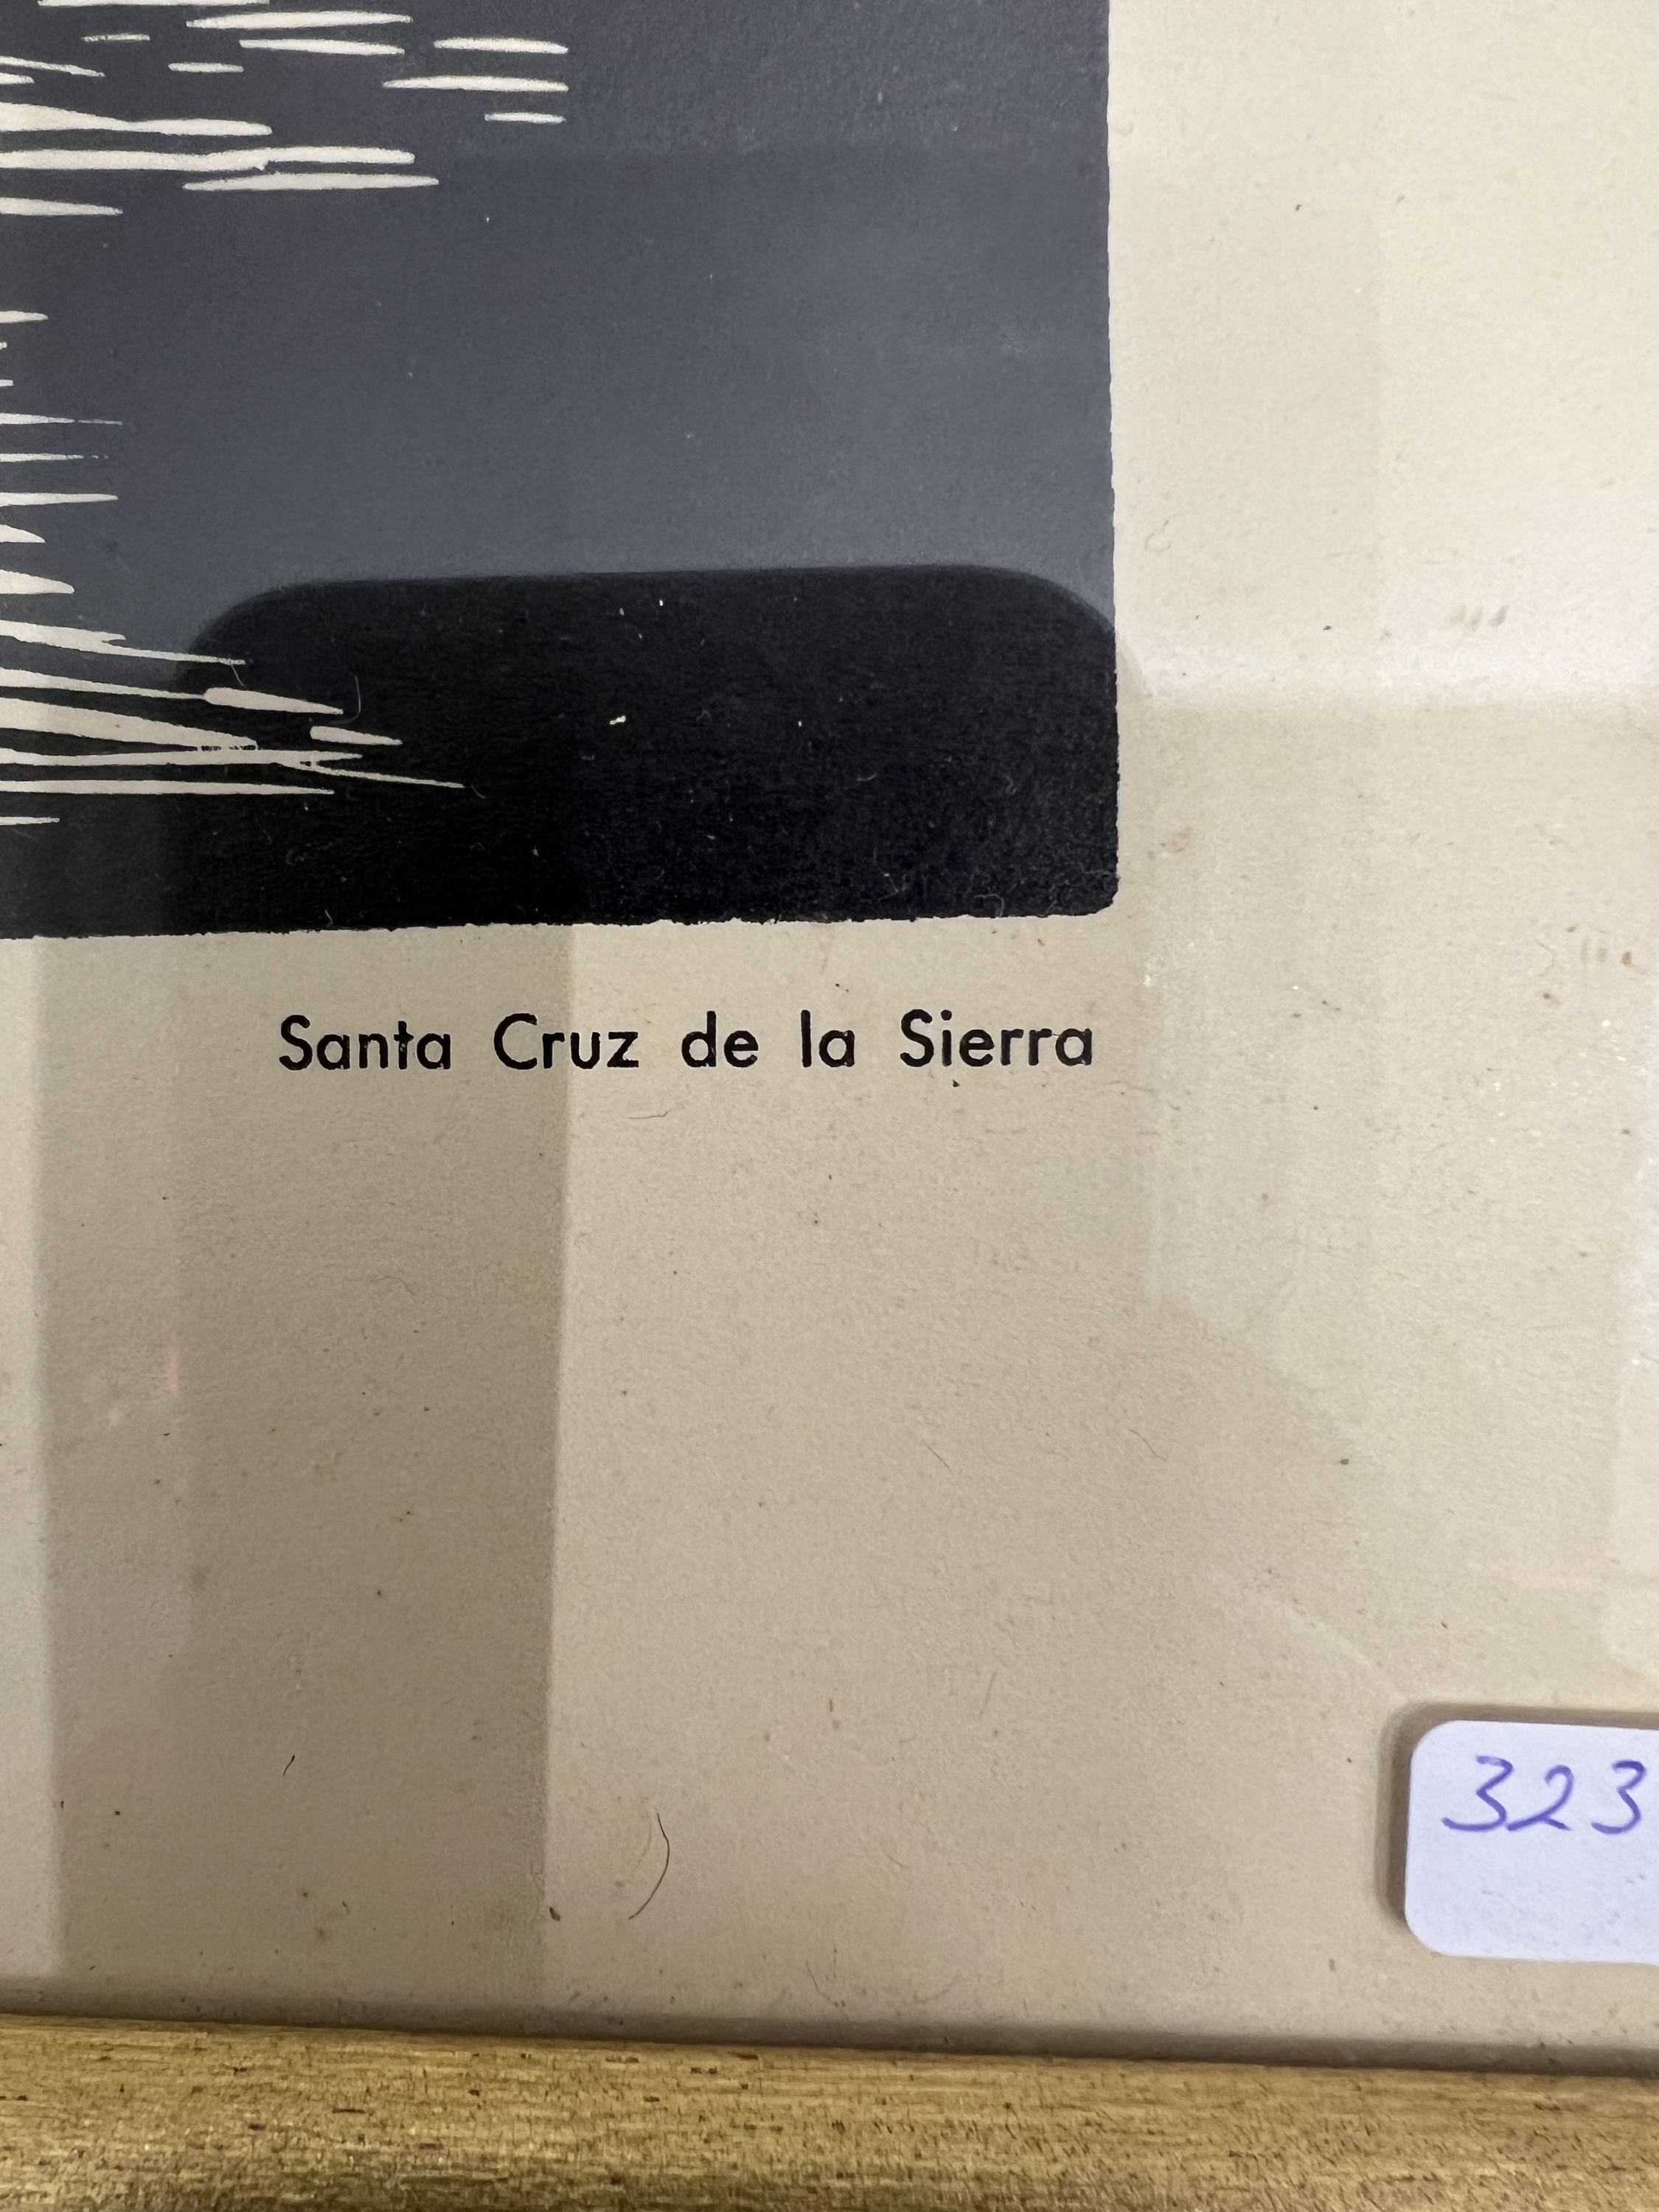 Santa Cruz de la Sierra
323